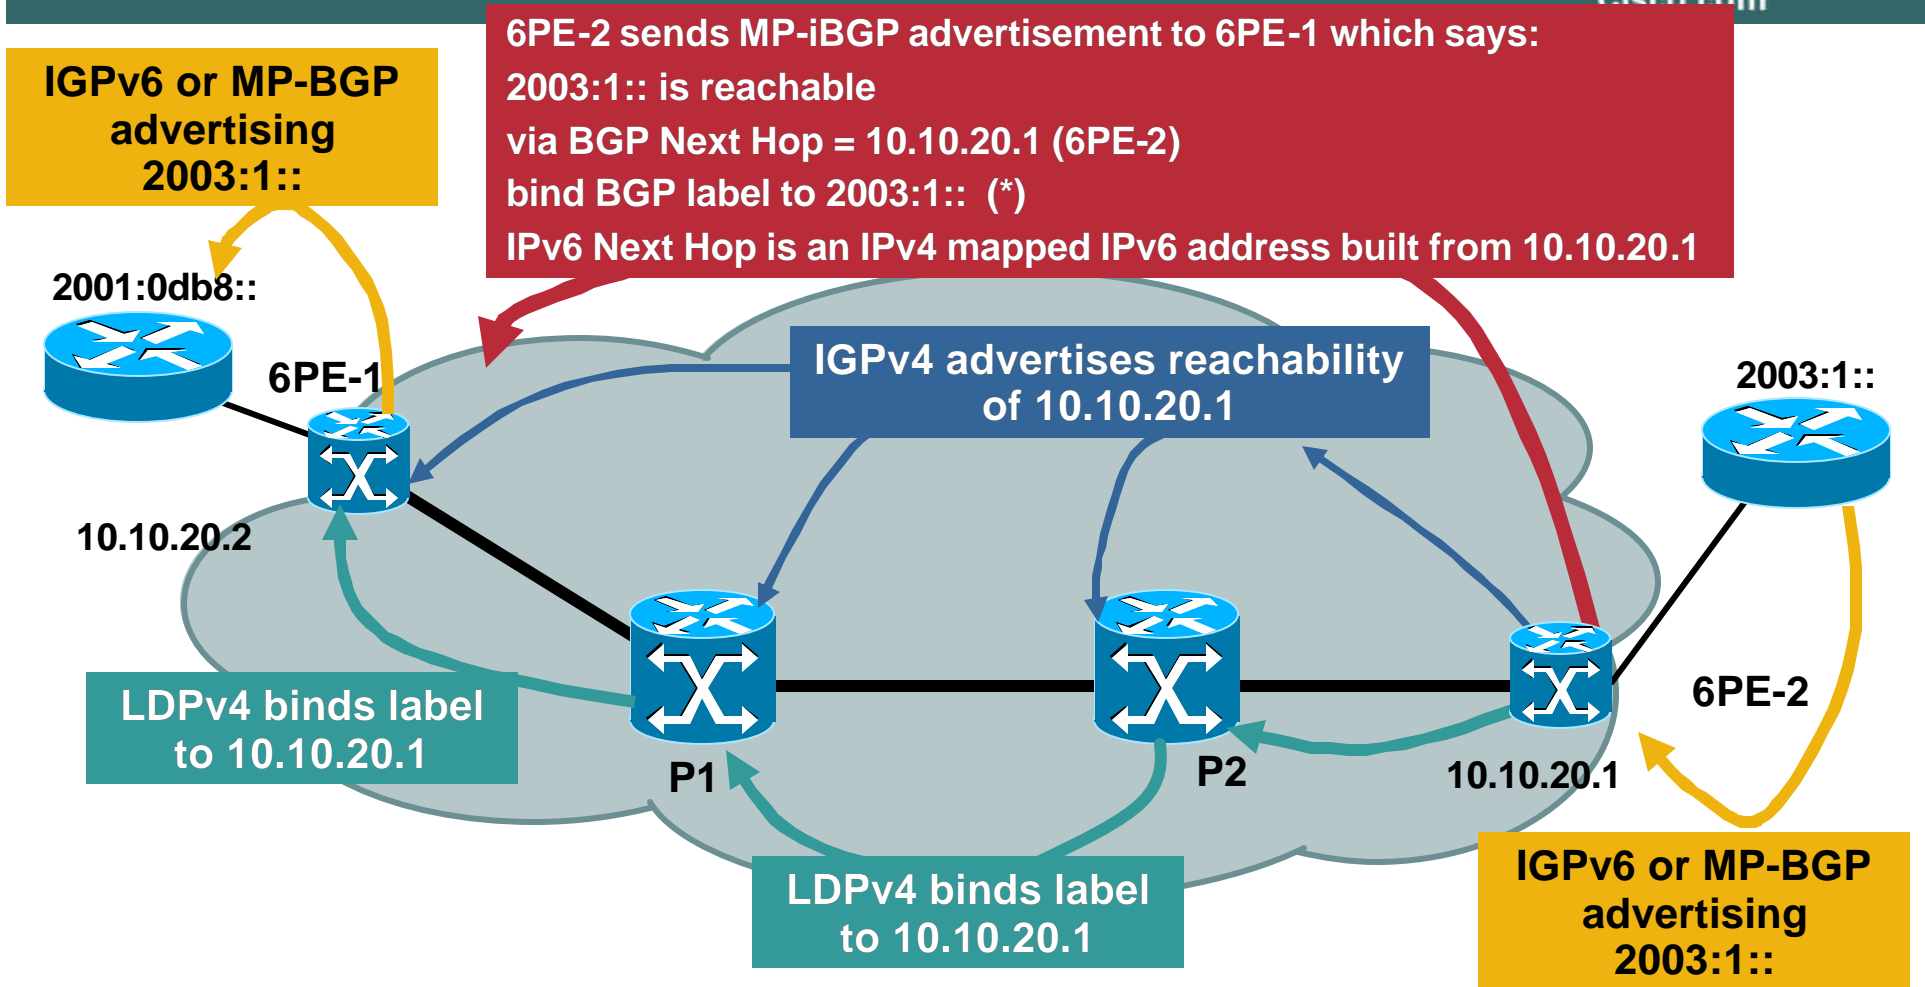 6PE-2 sends MP-iBGP advertisement to 6PE-1 which says:
2003:1:: is reachable
via BGP Next Hop = 10.10.20.1 (6PE-2)
bind BGP label to 2003:1:: (*)
IPv6 Next Hop is an IPv4 mapped IPv6 address built from 10.10.20.1
IGPv6 or MP-BGP
advertising
2003:1::
2001:0db8::
6PE-1
10.10.20.2
IGPv4 advertises reachability
of 10.10.20.1
2003:1::
LDPv4 binds label
to 10.10.20.1
P1
P2
6PE-2
10.10.20.1
LDPv4 binds label
to 10.10.20.1
IGPv6 or MP-BGP
advertising
2003:1::